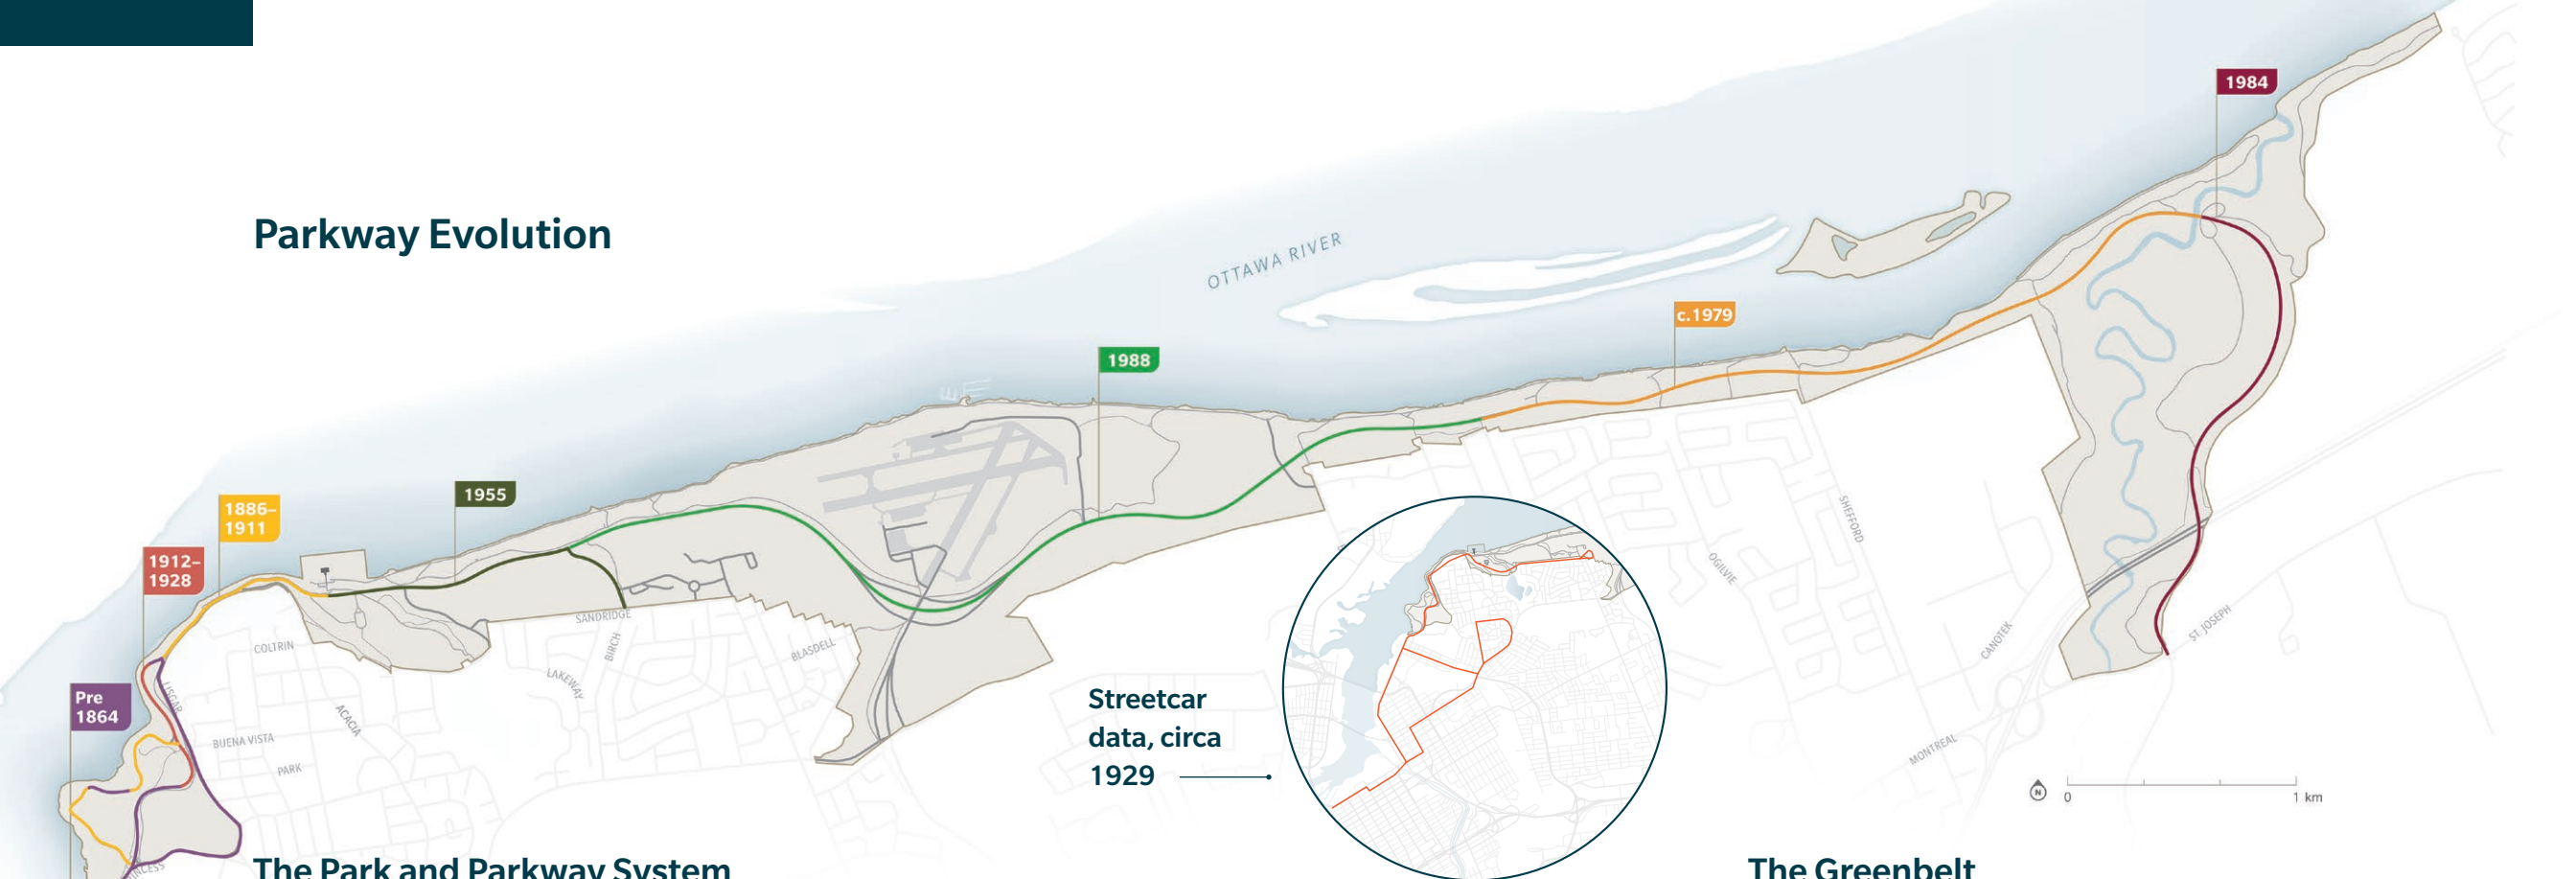 1984
Parkway Evolution
OTTAWA RIVER
c.1979
1988
1955
1886–
1911
1912–
1928
SHEFFORD
OGILVIE
SANDRIDGE
BIRCH
COLTRIN
BLASDELL
LAKEWAY
CANOTEK
ST. JOSEPH
Pre
1864
LISGAR
ACACIA
BUENA VISTA
PARK
Streetcar
data, circa
1929
MONTREAL
N
0
1 km
The Park and Parkway System
The Greenbelt